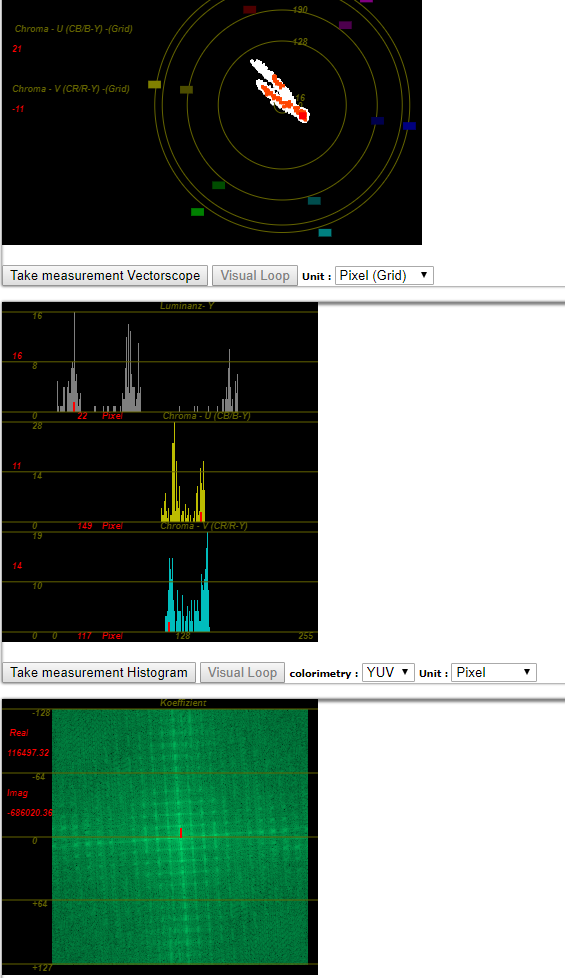 190
Chroma - U (CB/B-Y) -(Grid)
128
21
Chroma - V (CR/R-Y) -(Grid)
16
-11
Take measurement Vectorscope Visual Loop Unit : Pixel (Grid)
Luminanz- Y
16
16
8
0 22 Pixel
Chroma - U (CB/B-Y)
28
11
14
0 149 Pixel
Chroma - V (CR/R-Y)
19
14
10
0 0 117 Pixel 128 255
Take measurement Histogram Visual Loop colorimetry : YUV Unit : Pixel
Koeffizient
-128
Real
116497.32
-64
Imag
-686020.36
0
+64
+127